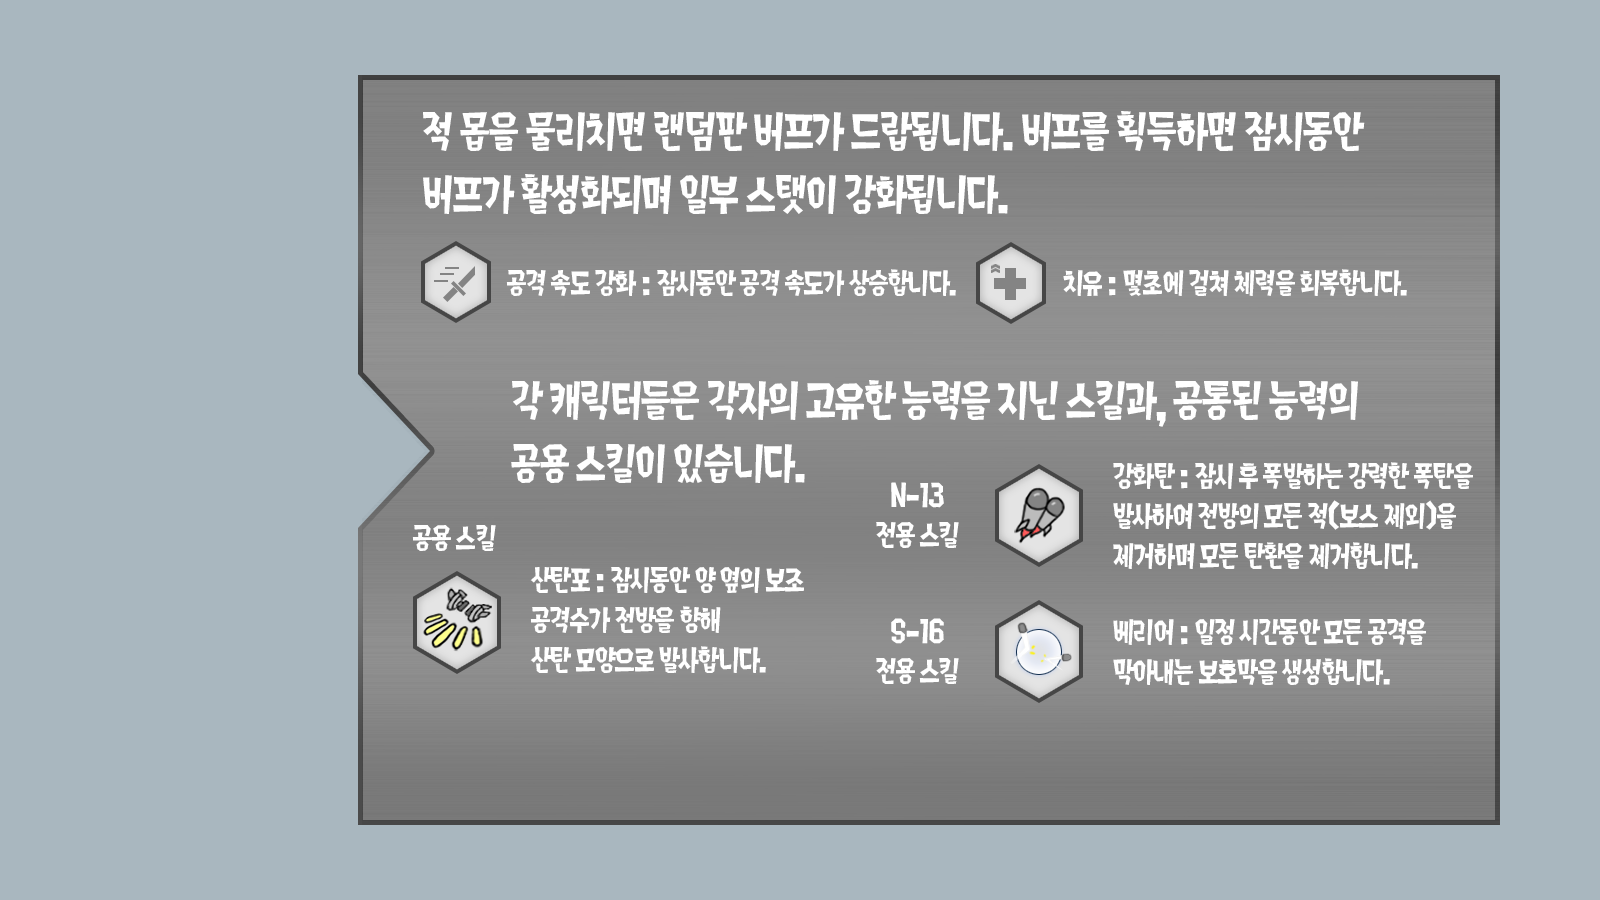 적 몹을 물리치면 랜덤판 버프가 드랍됩니다. 버프를 획득하면 잠시동안
버프가 활성화되며 일부 스탯이 강화됩니다.
공격 속도 강화 : 잠시동안 공격 속도가 상승합니다.
치유 : 몇초에 걸쳐 체력을 회복합니다.
각 캐릭터들은 각자의 고유한 능력을 지닌 스킬과, 공통된 능력의
공용 스킬이 있습니다.
공용 스킬
산탄포 : 잠시동안 양 옆의 보조
공격수가 전방을 향해
산탄 모양으로 발사합니다.
N-13
전용 스킬
강화탄 : 잠시 후 폭발하는 강력한 폭탄을
발사하여 전방의 모든 적(보스 제외)을
제거하며 모든 탄환을 제거합니다.
S-16
전용 스킬
베리어 : 일정 시간동안 모든 공격을
막아내는 보호막을 생성합니다.